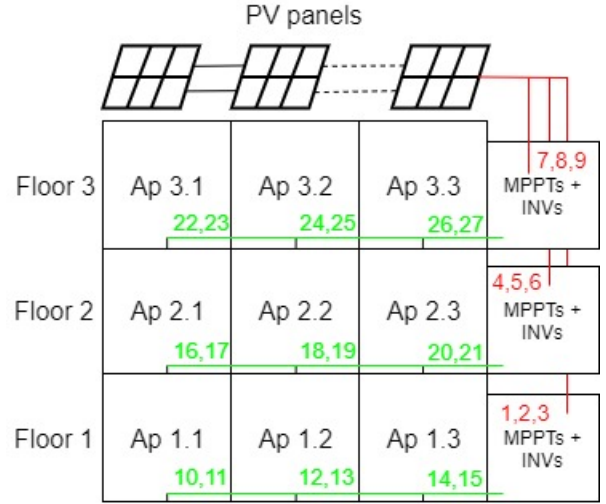 PV panels
7,8,9
Floor 3
Ap 3.1
Ap 3.2
Ap 3.3
MPPTs +
INVs
22,23
24,25
26,27
4,5,6
Floor 2
Ap 2.1
Ap 2.2
Ap 2.3
MPPTs +
INVs
16,17
18,19
20,21
1,2,3
Floor 1
Ap 1.1
Ap 1.2
Ap 1.3
MPPTs +
INVs
10,11
12,13
14,15